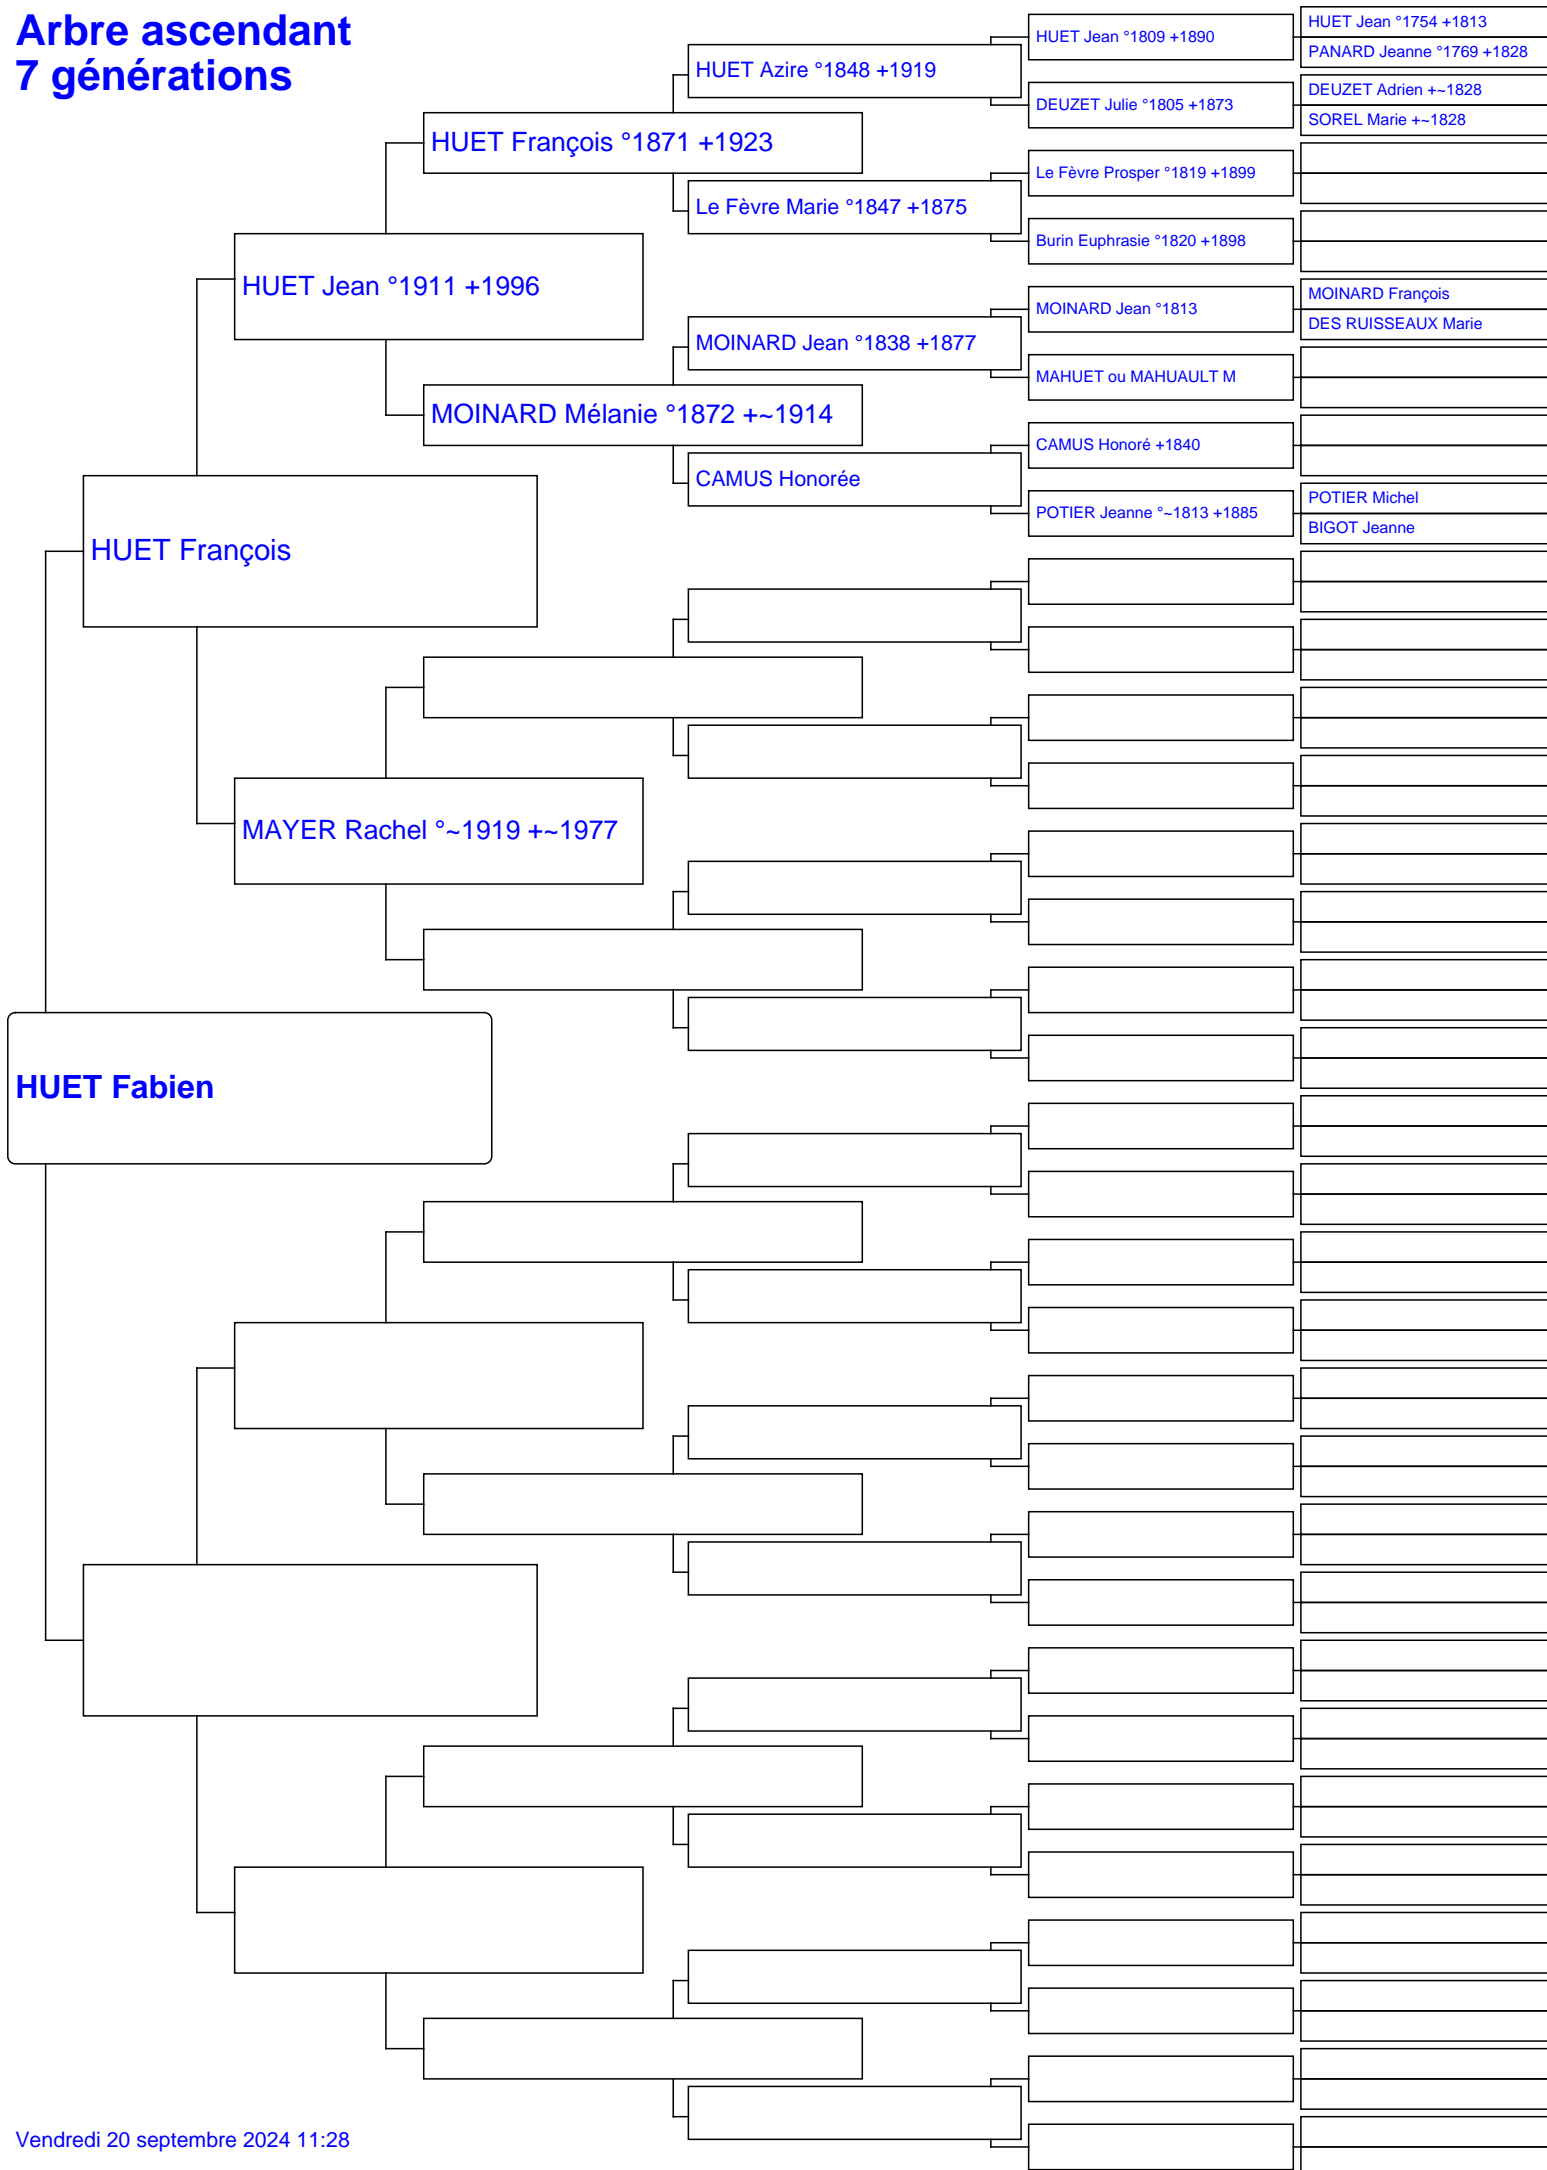 Arbre ascendant
7 générations
HUET Fabien
HUET François
HUET Jean °1911 +1996
MAYER Rachel °~1919 +~1977
HUET François °1871 +1923
MOINARD Mélanie °1872 +~1914
HUET Azire °1848 +1919
Le Fèvre Marie °1847 +1875
MOINARD Jean °1838 +1877
CAMUS Honorée
HUET Jean °1809 +1890
DEUZET Julie °1805 +1873
Le Fèvre Prosper °1819 +1899
Burin Euphrasie °1820 +1898
MOINARD Jean °1813
MAHUET ou MAHUAULT M
CAMUS Honoré +1840
POTIER Jeanne °~1813 +1885
HUET Jean °1754 +1813
PANARD Jeanne °1769 +1828
DEUZET Adrien +~1828
SOREL Marie +~1828
MOINARD François
DES RUISSEAUX Marie
POTIER Michel
BIGOT Jeanne
Vendredi 20 septembre 2024 11:28